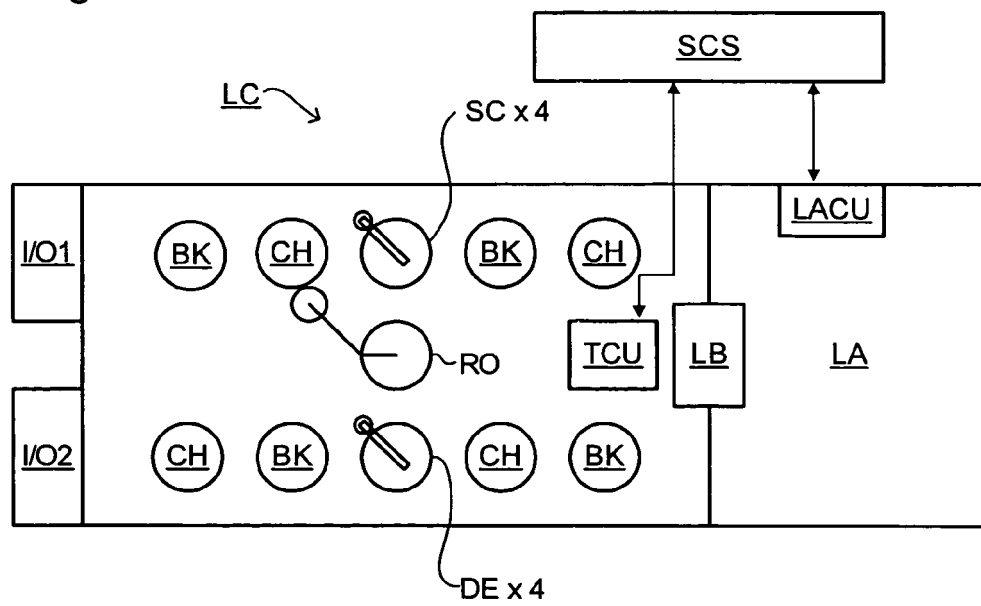 SCS
LC
SC x 4
I/O1
BK
CH
BK
CH
LACU
RO
TCU
LB
LA
I/O2
CH
BK
CH
BK
DE x 4